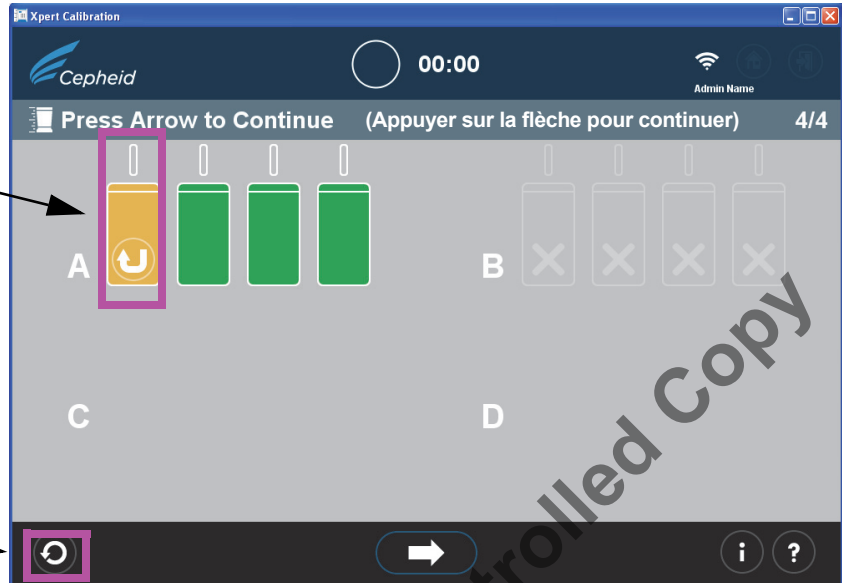 Xpert Calibration
Cepheid
00:00
Admin Name
Press Arrow to Continue (Appuyer sur la flèche pour continuer) 4/4
A
B
C
D
i ?
Copy